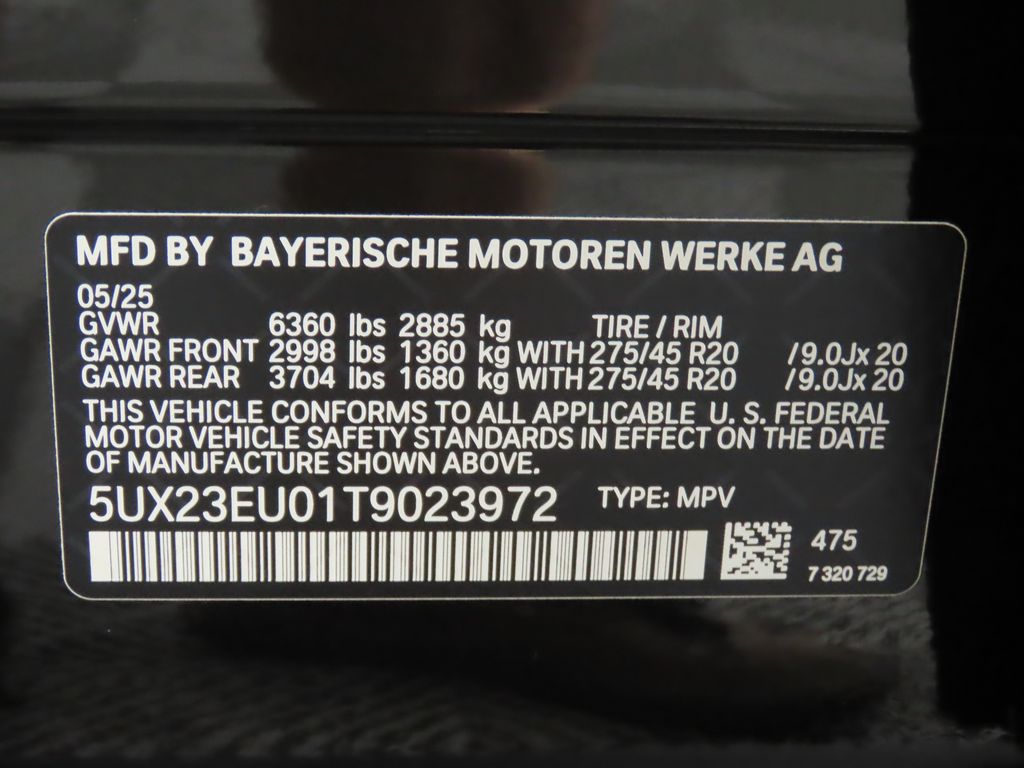 MFD BY BAYERISCHE MOTOREN WERKE AG
05/25
GVWR 6360 lbs 2885 kg TIRE / RIM
GAWR FRONT 2998 lbs 1360 kg WITH 275/45 R20 /9.0Jx 20
GAWR REAR 3704 lbs 1680 kg WITH 275/45 R20 /9.0Jx 20
THIS VEHICLE CONFORMS TO ALL APPLICABLE U. S. FEDERAL
MOTOR VEHICLE SAFETY STANDARDS IN EFFECT ON THE DATE
OF MANUFACTURE SHOWN ABOVE.
5UX23EU01T9023972 TYPE: MPV
475
7 320 729